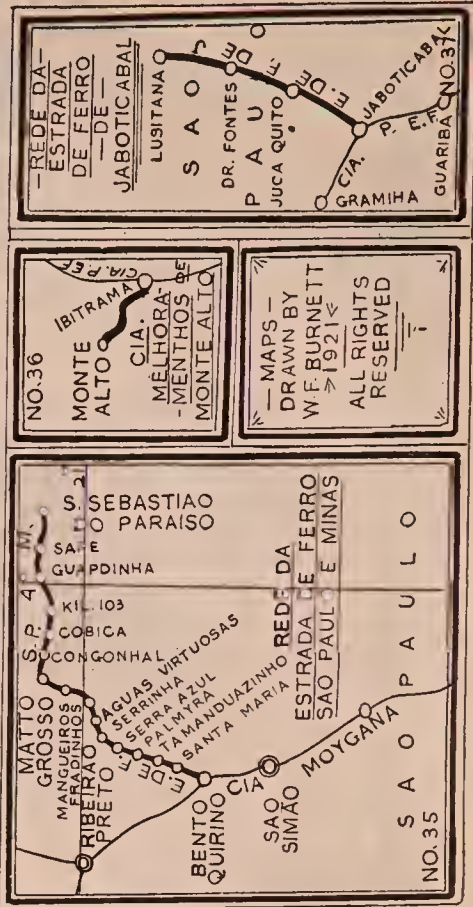 —REDE DA—
ESTRADA
DE FERRO
—DE—
JABOTICABAL
LUSITANA
SAO
DR. FONTES
PAU
JUCA QUITO
E. DE F. DE J
JABOTICABAL
CIA.
P. E. F.
GRAMIHA
GUARIBA
NO. 37
NO. 36
MONTE
ALTO
IBITRAMA
CIA. P. E. F.
CIA.
MELHORA-
-MENTHOS DE
MONTE ALTO
—MAPS—
DRAWN BY
W. F. BURNETT
1921
ALL RIGHTS
RESERVED
MATTO
GROSSO
MANGUEIROS
FRADINHOS
RIBEIRÃO
PRETO
S. P. A. M.
S. SEBASTIAO
DO PARAISO
SAPE
GUARDINHA
KIL. 103
COBICA
CONGONHAL
AGUAS VIRTUOSAS
SERRINHA
SERRA AZUL
PALMYRA
TAMANDUAZINHO
SANTA MARIA
E. DE F.
BENTO
QUIRINO
SAO
SIMÃO
CIA MOYGANA
REDE DA
ESTRADA DE FERRO
SAO PAULO E MINAS
SAO PAULO
NO. 35